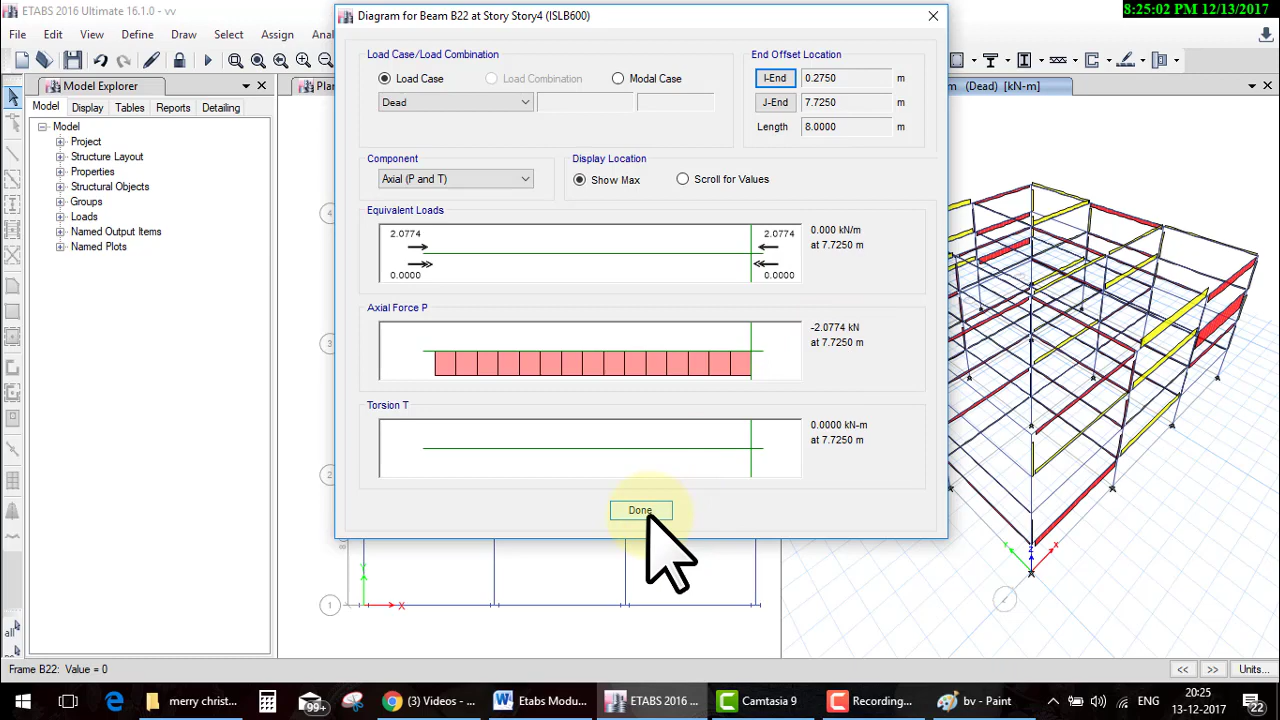 ETABS 2016 Ultimate 16.1.0 - vv
8:25:02 PM 12/13/2017
File Edit View Define Draw Select Assign
Diagram for Beam B22 at Story Story4 (ISLB600)
Load Case/Load Combination
Load Case
Load Combination
Modal Case
Dead
End Offset Location
I-End 0.2750 m
J-End 7.7250 m
Length 8.0000 m
Component
Axial (P and T)
Display Location
Show Max
Scroll for Values
Equivalent Loads
2.0774
2.0774
0.0000
0.0000
0.000 kN/m
at 7.7250 m
Axial Force P
-2.0774 kN
at 7.7250 m
Torsion T
0.0000 kN-m
at 7.7250 m
Done
Model Explorer
Model Display Tables Reports Detailing
Model
Project
Structure Layout
Properties
Structural Objects
Groups
Loads
Named Output Items
Named Plots
(Dead) [kN-m]
4
3
2
1
Y
X
Y
Z
X
all
Frame B22: Value = 0
<< >> Units...
merry christ...
99+
(1) Videos - ...
Etabs Modu...
ETABS 2016 ...
Camtasia 9
Recording...
bv - Paint
ENG
20:25
13-12-2017
22